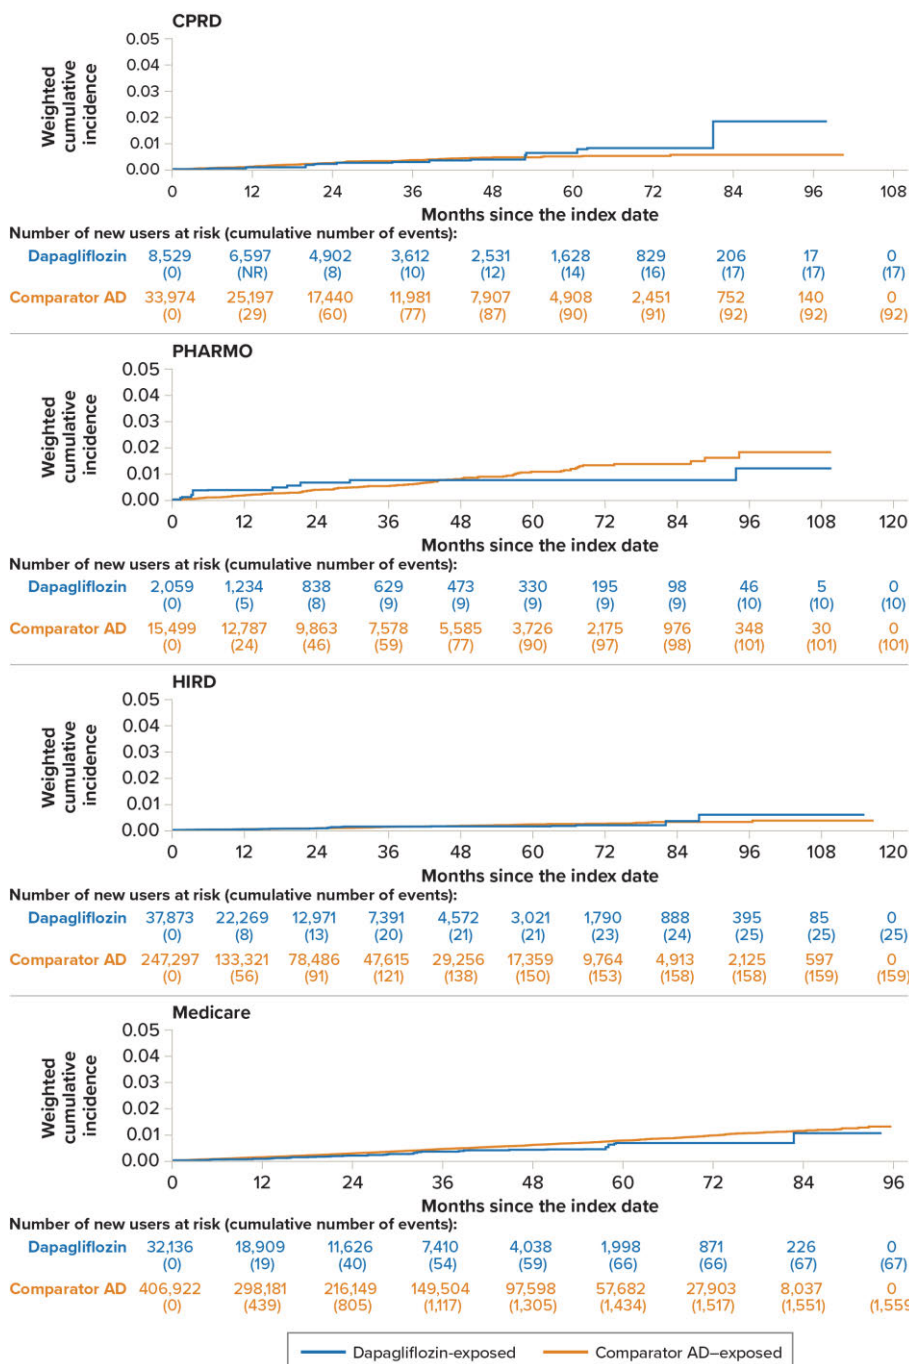 CPRD
Weighted
cumulative
incidence
0.05
0.04
0.03
0.02
0.01
0.00
0 12 24 36 48 60 72 84 96 108
Months since the index date
Number of new users at risk (cumulative number of events):
Dapagliflozin 8,529 6,597 4,902 3,612 2,531 1,628 829 206 17 0
(0) (NR) (8) (10) (12) (14) (16) (17) (17) (17)
Comparator AD 33,974 25,197 17,440 11,981 7,907 4,908 2,451 752 140 0
(0) (29) (60) (77) (87) (90) (91) (92) (92) (92)
PHARMO
Weighted
cumulative
incidence
0.05
0.04
0.03
0.02
0.01
0.00
0 12 24 36 48 60 72 84 96 108 120
Months since the index date
Number of new users at risk (cumulative number of events):
Dapagliflozin 2,059 1,234 838 629 473 330 195 98 46 5 0
(0) (5) (8) (9) (9) (9) (9) (9) (10) (10) (10)
Comparator AD 15,499 12,787 9,863 7,578 5,585 3,726 2,175 976 348 30 0
(0) (24) (46) (59) (77) (90) (97) (98) (101) (101) (101)
HIRD
Weighted
cumulative
incidence
0.05
0.04
0.03
0.02
0.01
0.00
0 12 24 36 48 60 72 84 96 108 120
Months since the index date
Number of new users at risk (cumulative number of events):
Dapagliflozin 37,873 22,269 12,971 7,391 4,572 3,021 1,790 888 395 85 0
(0) (8) (13) (20) (21) (21) (23) (24) (25) (25) (25)
Comparator AD 247,297 133,321 78,486 47,615 29,256 17,359 9,764 4,913 2,125 597 0
(0) (56) (91) (121) (138) (150) (153) (158) (158) (159) (159)
Medicare
Weighted
cumulative
incidence
0.05
0.04
0.03
0.02
0.01
0.00
0 12 24 36 48 60 72 84 96
Months since the index date
Number of new users at risk (cumulative number of events):
Dapagliflozin 32,136 18,909 11,626 7,410 4,038 1,998 871 226 0
(0) (19) (40) (54) (59) (66) (66) (67) (67)
Comparator AD 406,922 298,181 216,149 149,504 97,598 57,682 27,903 8,037 0
(0) (439) (805) (1,117) (1,305) (1,434) (1,517) (1,551) (1,559
Dapagliflozin-exposed Comparator AD–exposed